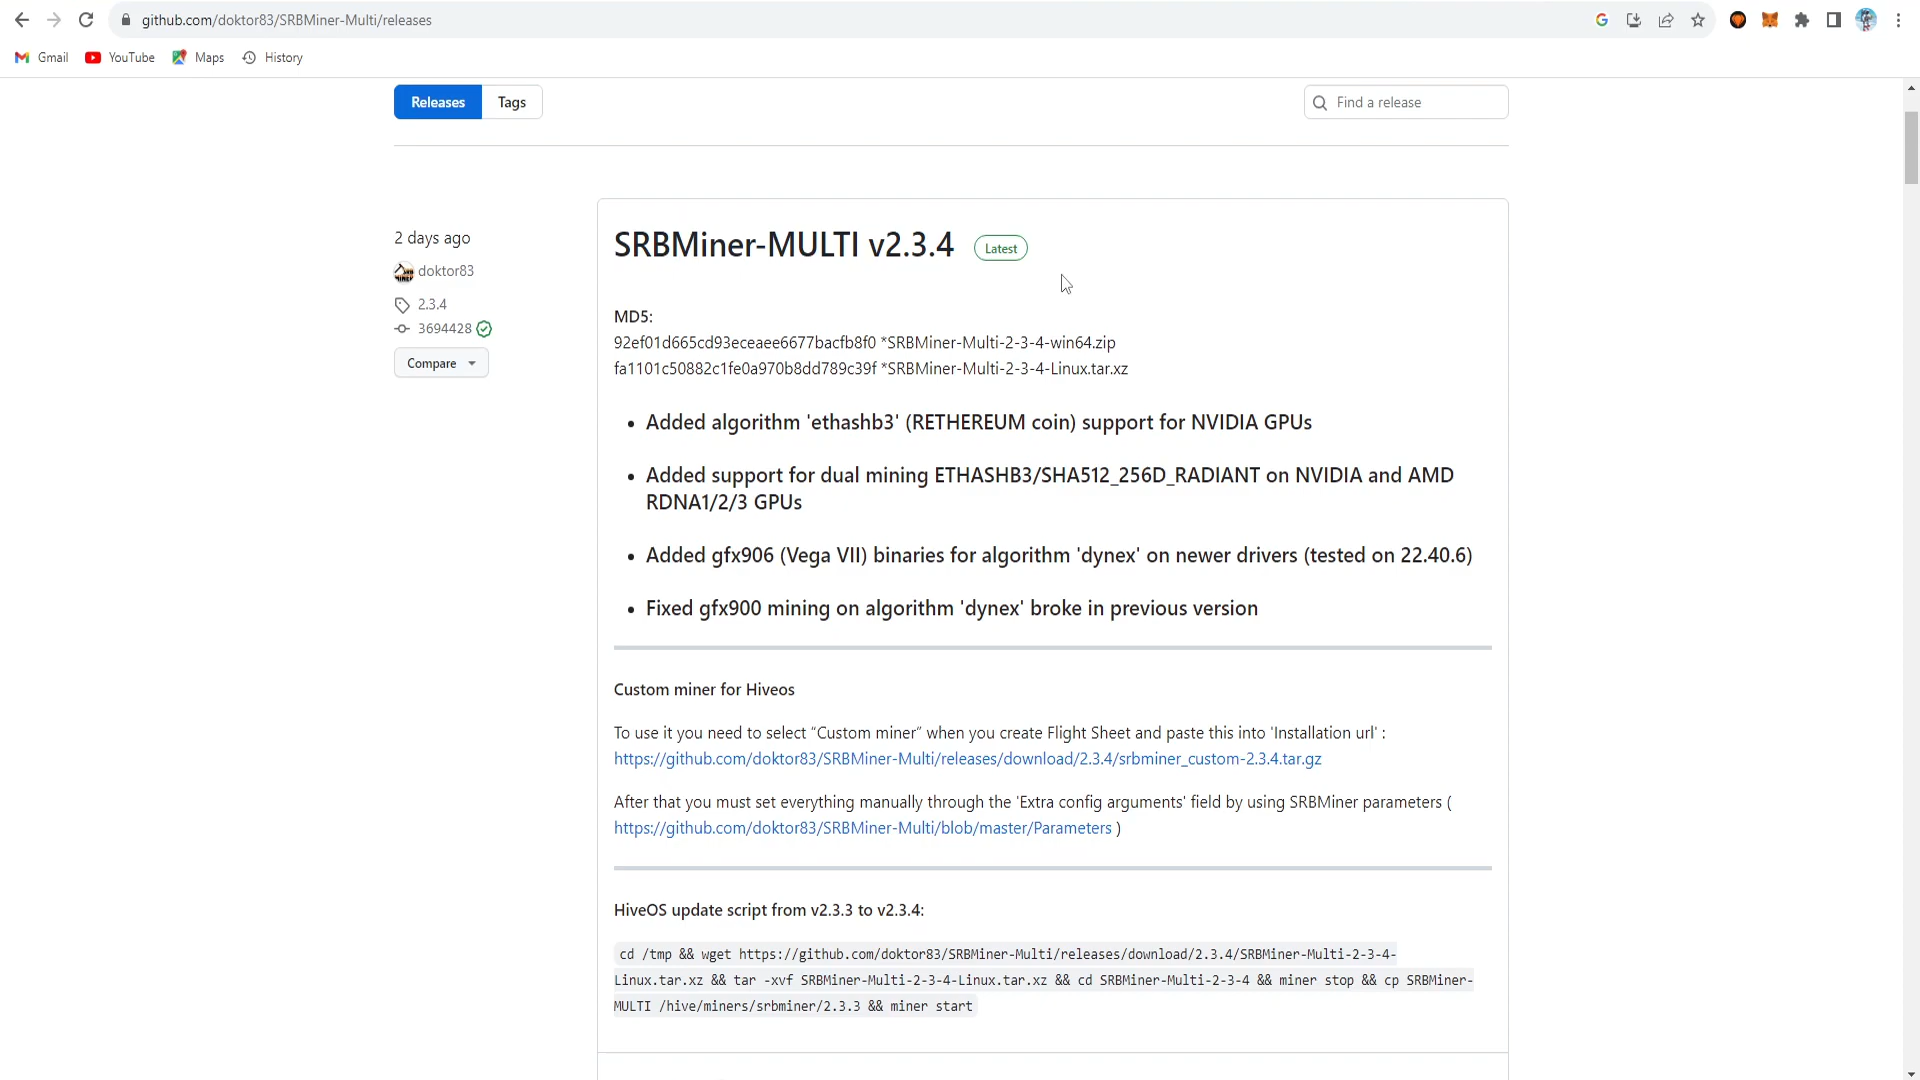 github.com/doktor83/SRBMiner-Multi/releases
Gmail YouTube Maps History
Releases Tags Find a release
2 days ago
doktor83
2.3.4
3694428
Compare
SRBMiner-MULTI v2.3.4 Latest
MD5:
92ef01d665cd93eceaee6677bacfb8f0 *SRBMiner-Multi-2-3-4-win64.zip
fa1101c50882c1fe0a970b8dd789c39f *SRBMiner-Multi-2-3-4-Linux.tar.xz
• Added algorithm 'ethashb3' (RETHEREUM coin) support for NVIDIA GPUs
• Added support for dual mining ETHASHB3/SHA512_256D_RADIANT on NVIDIA and AMD
RDNA1/2/3 GPUs
• Added gfx906 (Vega VII) binaries for algorithm 'dynex' on newer drivers (tested on 22.40.6)
• Fixed gfx900 mining on algorithm 'dynex' broke in previous version
Custom miner for Hiveos
To use it you need to select “Custom miner” when you create Flight Sheet and paste this into 'Installation url' :
https://github.com/doktor83/SRBMiner-Multi/releases/download/2.3.4/srbminer_custom-2.3.4.tar.gz
After that you must set everything manually through the 'Extra config arguments' field by using SRBMiner parameters (
https://github.com/doktor83/SRBMiner-Multi/blob/master/Parameters )
HiveOS update script from v2.3.3 to v2.3.4:
cd /tmp && wget https://github.com/doktor83/SRBMiner-Multi/releases/download/2.3.4/SRBMiner-Multi-2-3-4-
Linux.tar.xz && tar -xvf SRBMiner-Multi-2-3-4-Linux.tar.xz && cd SRBMiner-Multi-2-3-4 && miner stop && cp SRBMiner-
MULTI /hive/miners/srbminer/2.3.3 && miner start